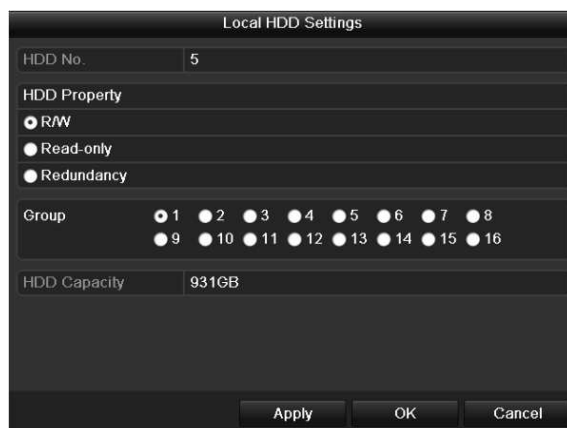 Local HDD Settings
HDD No. 5
HDD Property
R/W
Read-only
Redundancy
Group 1 2 3 4 5 6 7 8
9 10 11 12 13 14 15 16
HDD Capacity 931GB
Apply OK Cancel